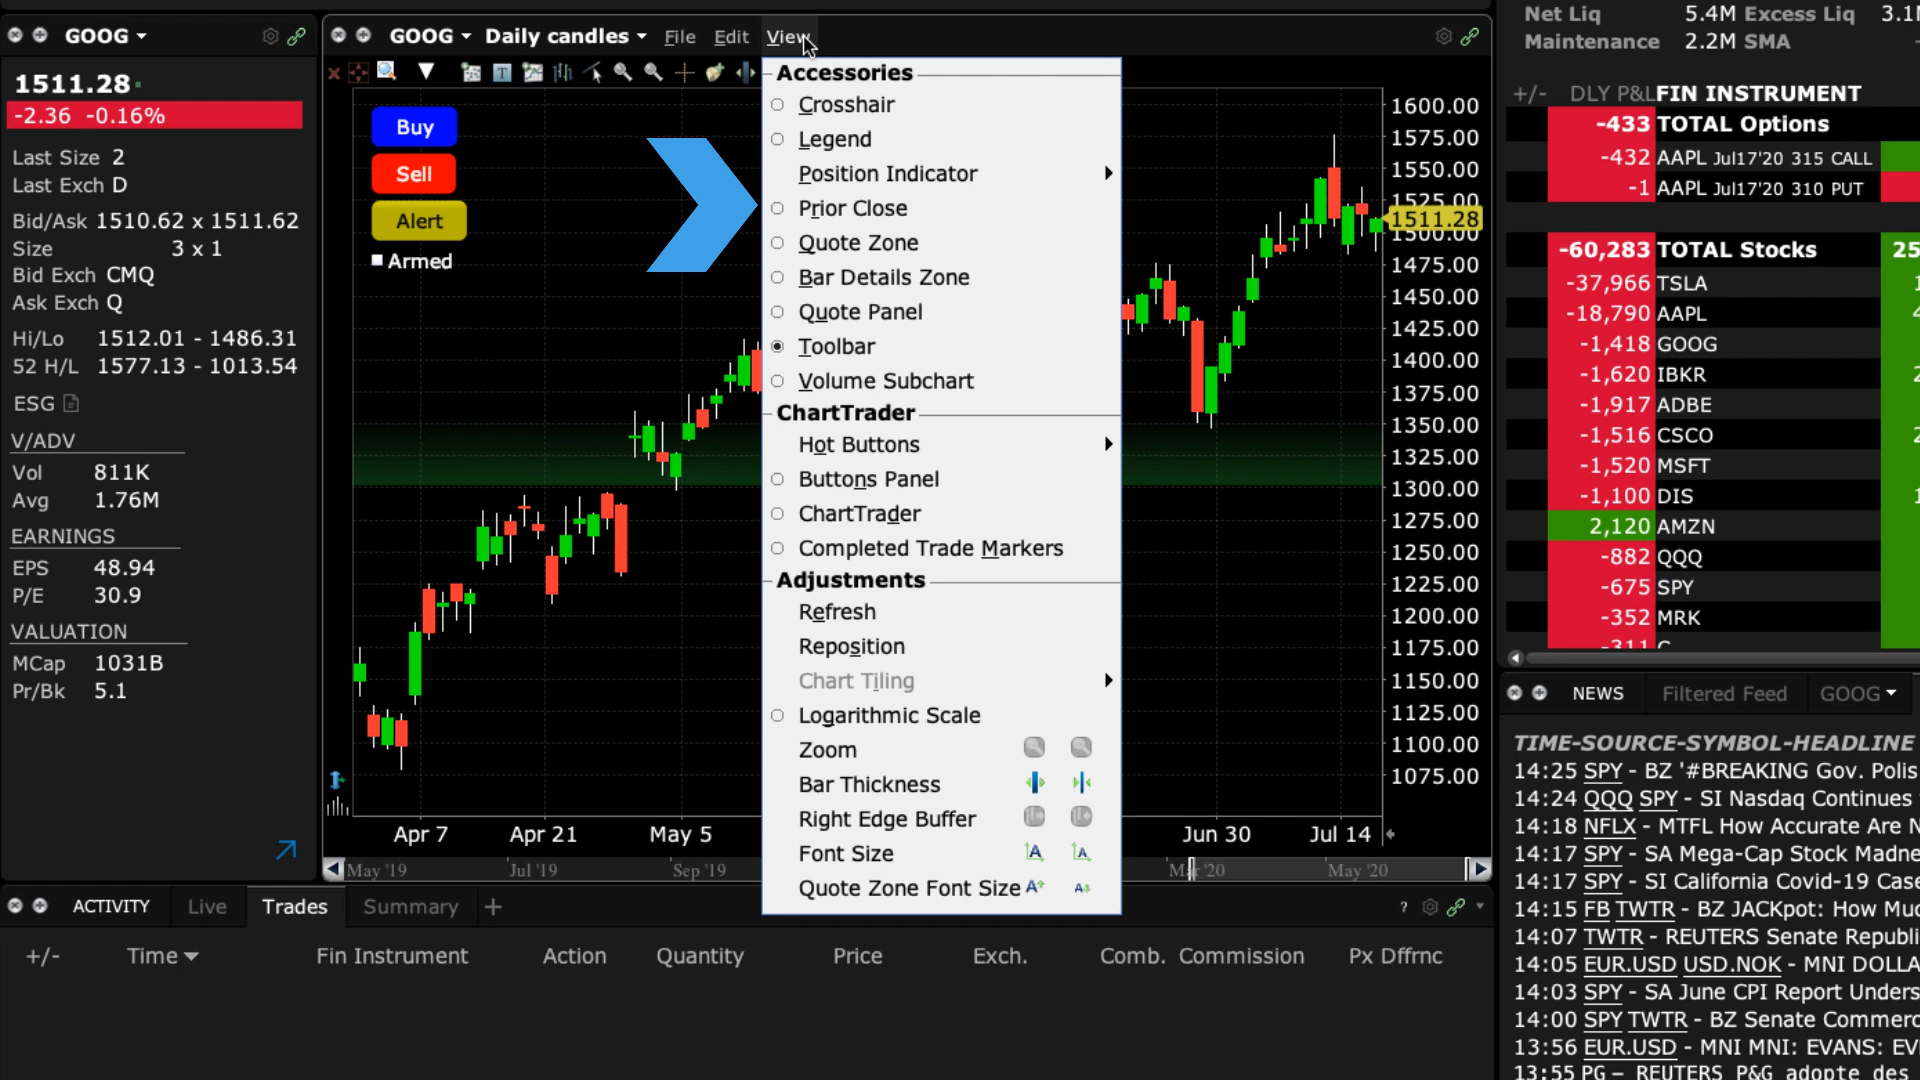 GOOG
1511.28
-2.36 -0.16%
Last Size 2
Last Exch D
Bid/Ask 1510.62 x 1511.62
Size 3 x 1
Bid Exch CMQ
Ask Exch Q
Hi/Lo 1512.01 - 1486.31
52 H/L 1577.13 - 1013.54
ESG
V/ADV
Vol 811K
Avg 1.76M
EARNINGS
EPS 48.94
P/E 30.9
VALUATION
MCap 1031B
Pr/Bk 5.1
GOOG Daily candles File Edit View
Buy
Sell
Alert
Armed
Accessories
Crosshair
Legend
Position Indicator
Prior Close
Quote Zone
Bar Details Zone
Quote Panel
Toolbar
Volume Subchart
ChartTrader
Hot Buttons
Buttons Panel
ChartTrader
Completed Trade Markers
Adjustments
Refresh
Reposition
Chart Tiling
Logarithmic Scale
Zoom
Bar Thickness
Right Edge Buffer
Font Size
Quote Zone Font Size
1600.00
1575.00
1550.00
1511.28
1500.00
1475.00
1450.00
1425.00
1400.00
1375.00
1350.00
1325.00
1300.00
1275.00
1250.00
1225.00
1200.00
1175.00
1150.00
1125.00
1100.00
1075.00
Apr 7 Apr 21 May 5 Jun 30 Jul 14
May '19 Jul '19 Sep '19 May '20
Net Liq 5.4M Excess Liq
Maintenance 2.2M SMA
+/- DLY P&L FIN INSTRUMENT
-433 TOTAL Options
-432 AAPL Jul17'20 315 CALL
-1 AAPL Jul17'20 310 PUT
-60,283 TOTAL Stocks
-37,966 TSLA
-18,790 AAPL
-1,418 GOOG
-1,620 IBKR
-1,917 ADBE
-1,516 CSCO
-1,520 MSFT
-1,100 DIS
2,120 AMZN
-882 QQQ
-675 SPY
-352 MRK
NEWS Filtered Feed GOOG
TIME-SOURCE-SYMBOL-HEADLINE
14:25 SPY - BZ '#BREAKING Gov. Polis
14:24 QQQ SPY - SI Nasdaq Continues
14:18 NFLX - MTFL How Accurate Are
14:17 SPY - SA Mega-Cap Stock
14:17 SPY - SI California Covid-19
14:15 FB TWTR - BZ JACKpot: How
14:07 TWTR - REUTERS Senate
14:05 EUR.USD USD.NOK - MNI
14:03 SPY - SA June CPI Report
14:00 SPY TWTR - BZ Senate
13:56 EUR.USD - MNI MNI: EVANS:
13:55 PG – REUTERS P&G adopte des
ACTIVITY Live Trades Summary + ?
+/- Time Fin Instrument Action Quantity Price Exch. Comb. Commission Px Dffrnc